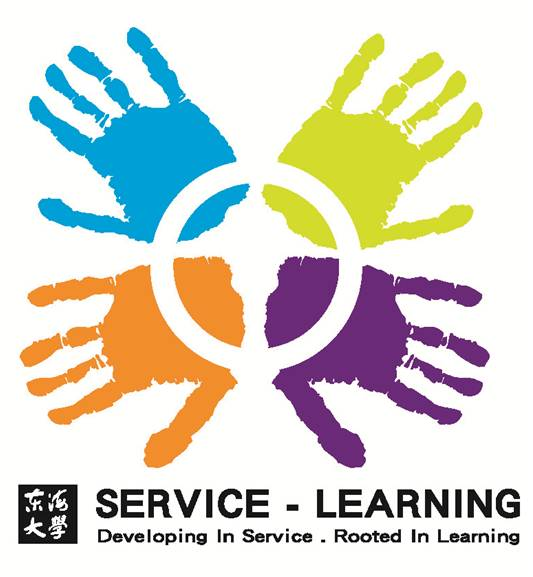 东海
大學
SERVICE - LEARNING
Developing In Service . Rooted In Learning